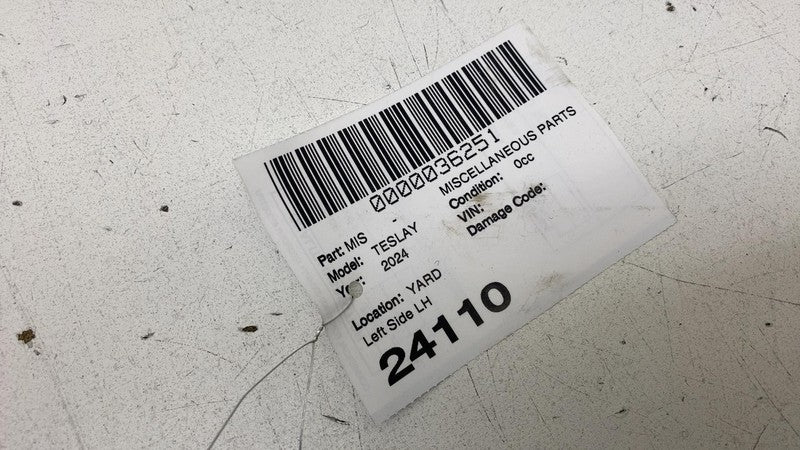 0000036251
Part: MIS - MISCELLANEOUS PARTS
Model: TESLAY Condition: 0cc
Year: 2024 VIN:
Damage Code:
Location: YARD
Left Side LH
24110